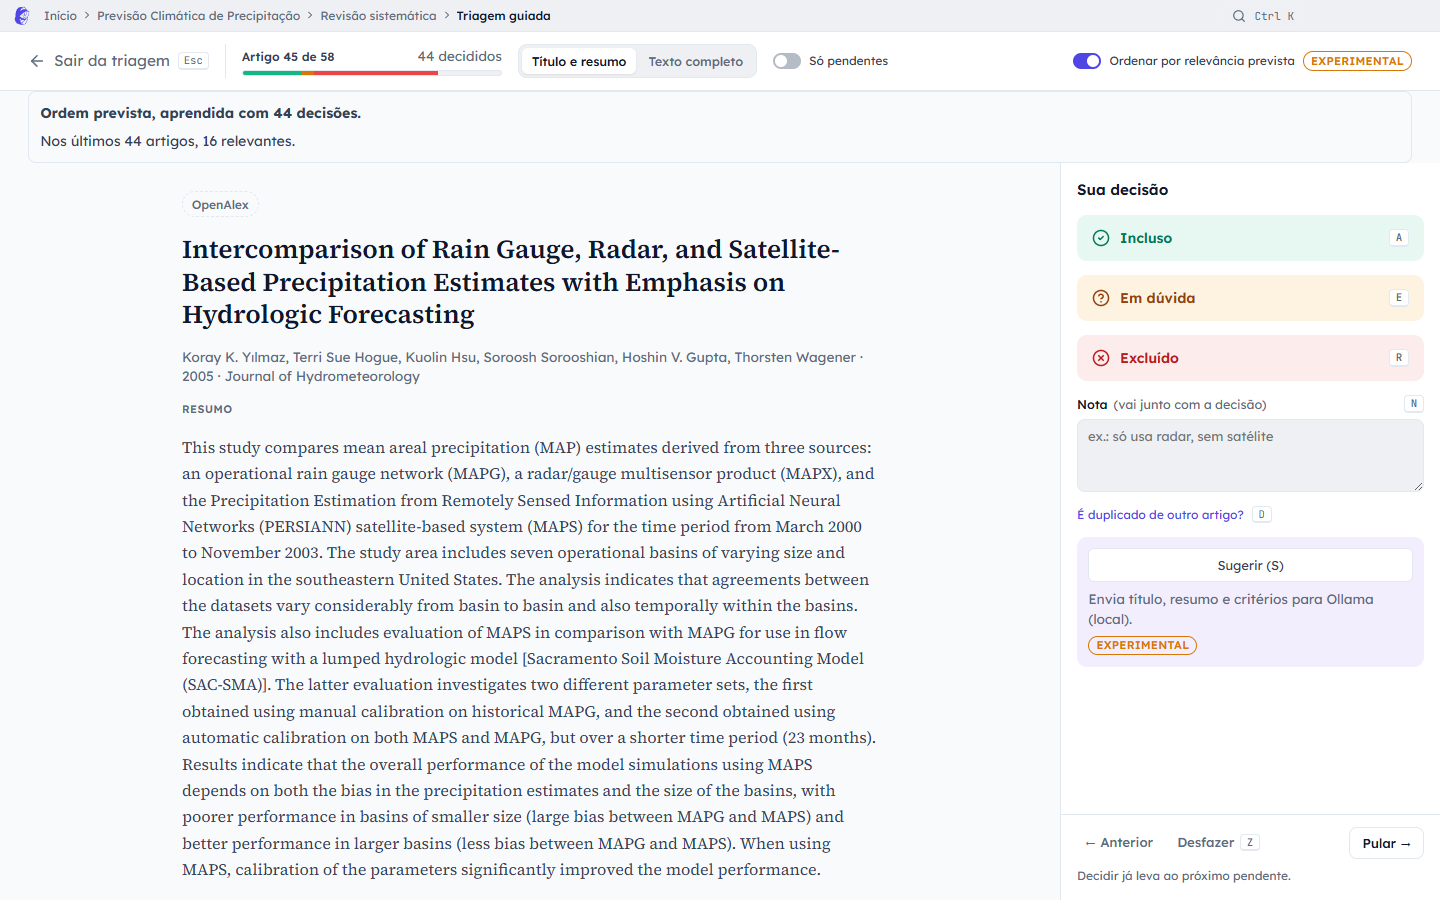 Início > Previsão Climática de Precipitação > Revisão sistemática > Triagem guiada
Ctrl K
← Sair da triagem Esc
Artigo 45 de 58
44 decididos
Título e resumo
Texto completo
Só pendentes
Ordenar por relevância prevista
EXPERIMENTAL
Ordem prevista, aprendida com 44 decisões.
Nos últimos 44 artigos, 16 relevantes.
OpenAlex
Intercomparison of Rain Gauge, Radar, and Satellite-
Based Precipitation Estimates with Emphasis on
Hydrologic Forecasting
Koray K. Yılmaz, Terri Sue Hogue, Kuolin Hsu, Soroosh Sorooshian, Hoshin V. Gupta, Thorsten Wagener ·
2005 · Journal of Hydrometeorology
RESUMO
This study compares mean areal precipitation (MAP) estimates derived from three sources:
an operational rain gauge network (MAPG), a radar/gauge multisensor product (MAPX), and
the Precipitation Estimation from Remotely Sensed Information using Artificial Neural
Networks (PERSIANN) satellite-based system (MAPS) for the time period from March 2000
to November 2003. The study area includes seven operational basins of varying size and
location in the southeastern United States. The analysis indicates that agreements between
the datasets vary considerably from basin to basin and also temporally within the basins.
The analysis also includes evaluation of MAPS in comparison with MAPG for use in flow
forecasting with a lumped hydrologic model [Sacramento Soil Moisture Accounting Model
(SAC-SMA)]. The latter evaluation investigates two different parameter sets, the first
obtained using manual calibration on historical MAPG, and the second obtained using
automatic calibration on both MAPS and MAPG, but over a shorter time period (23 months).
Results indicate that the overall performance of the model simulations using MAPS
depends on both the bias in the precipitation estimates and the size of the basins, with
poorer performance in basins of smaller size (large bias between MAPG and MAPS) and
better performance in larger basins (less bias between MAPG and MAPS). When using
MAPS, calibration of the parameters significantly improved the model performance.
Sua decisão
Incluso A
Em dúvida E
Excluído R
Nota (vai junto com a decisão) N
ex.: só usa radar, sem satélite
É duplicado de outro artigo? D
Sugerir (S)
Envia título, resumo e critérios para Ollama
(local).
EXPERIMENTAL
← Anterior
Desfazer Z
Pular →
Decidir já leva ao próximo pendente.